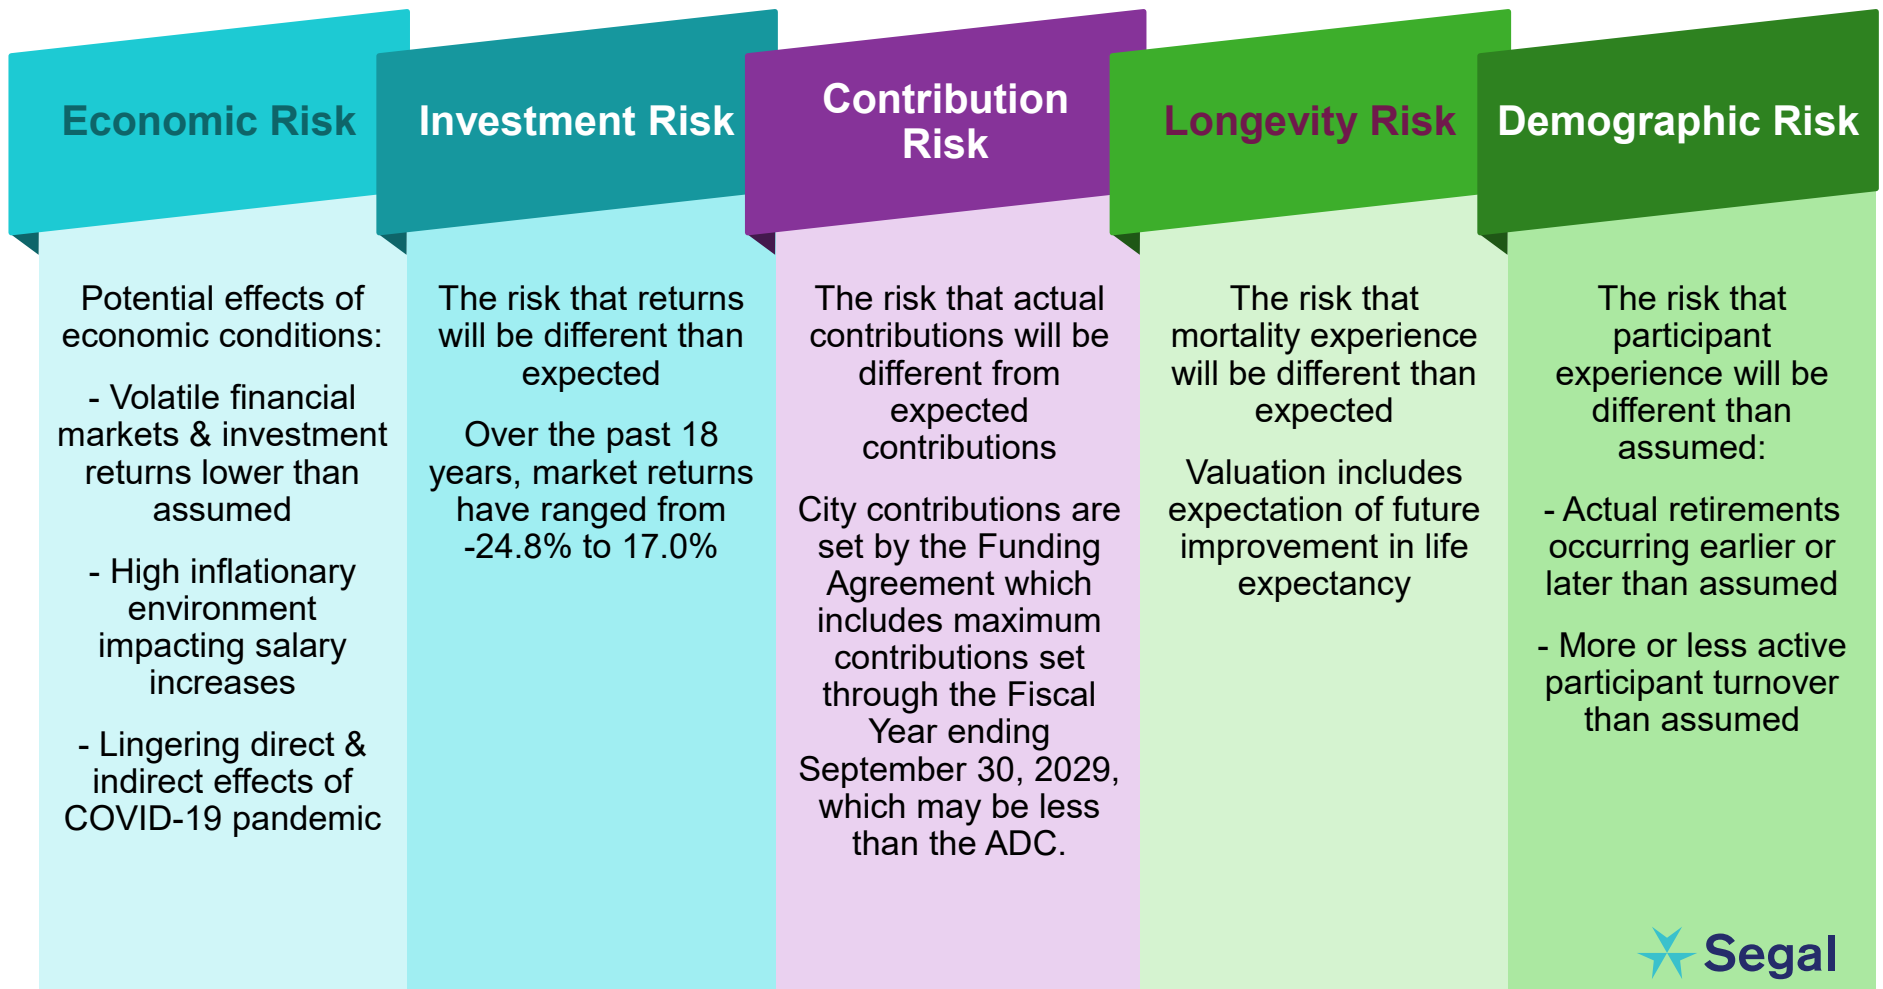 Economic Risk
Potential effects of
economic conditions:
- Volatile financial
markets & investment
returns lower than
assumed
- High inflationary
environment
impacting salary
increases
- Lingering direct &
indirect effects of
COVID-19 pandemic
Investment Risk
The risk that returns
will be different than
expected
Over the past 18
years, market returns
have ranged from
-24.8% to 17.0%
Contribution
Risk
The risk that actual
contributions will be
different from
expected
contributions
City contributions are
set by the Funding
Agreement which
includes maximum
contributions set
through the Fiscal
Year ending
September 30, 2029,
which may be less
than the ADC.
Longevity Risk
The risk that
mortality experience
will be different than
expected
Valuation includes
expectation of future
improvement in life
expectancy
Demographic Risk
The risk that
participant
experience will be
different than
assumed:
- Actual retirements
occurring earlier or
later than assumed
- More or less active
participant turnover
than assumed
Segal